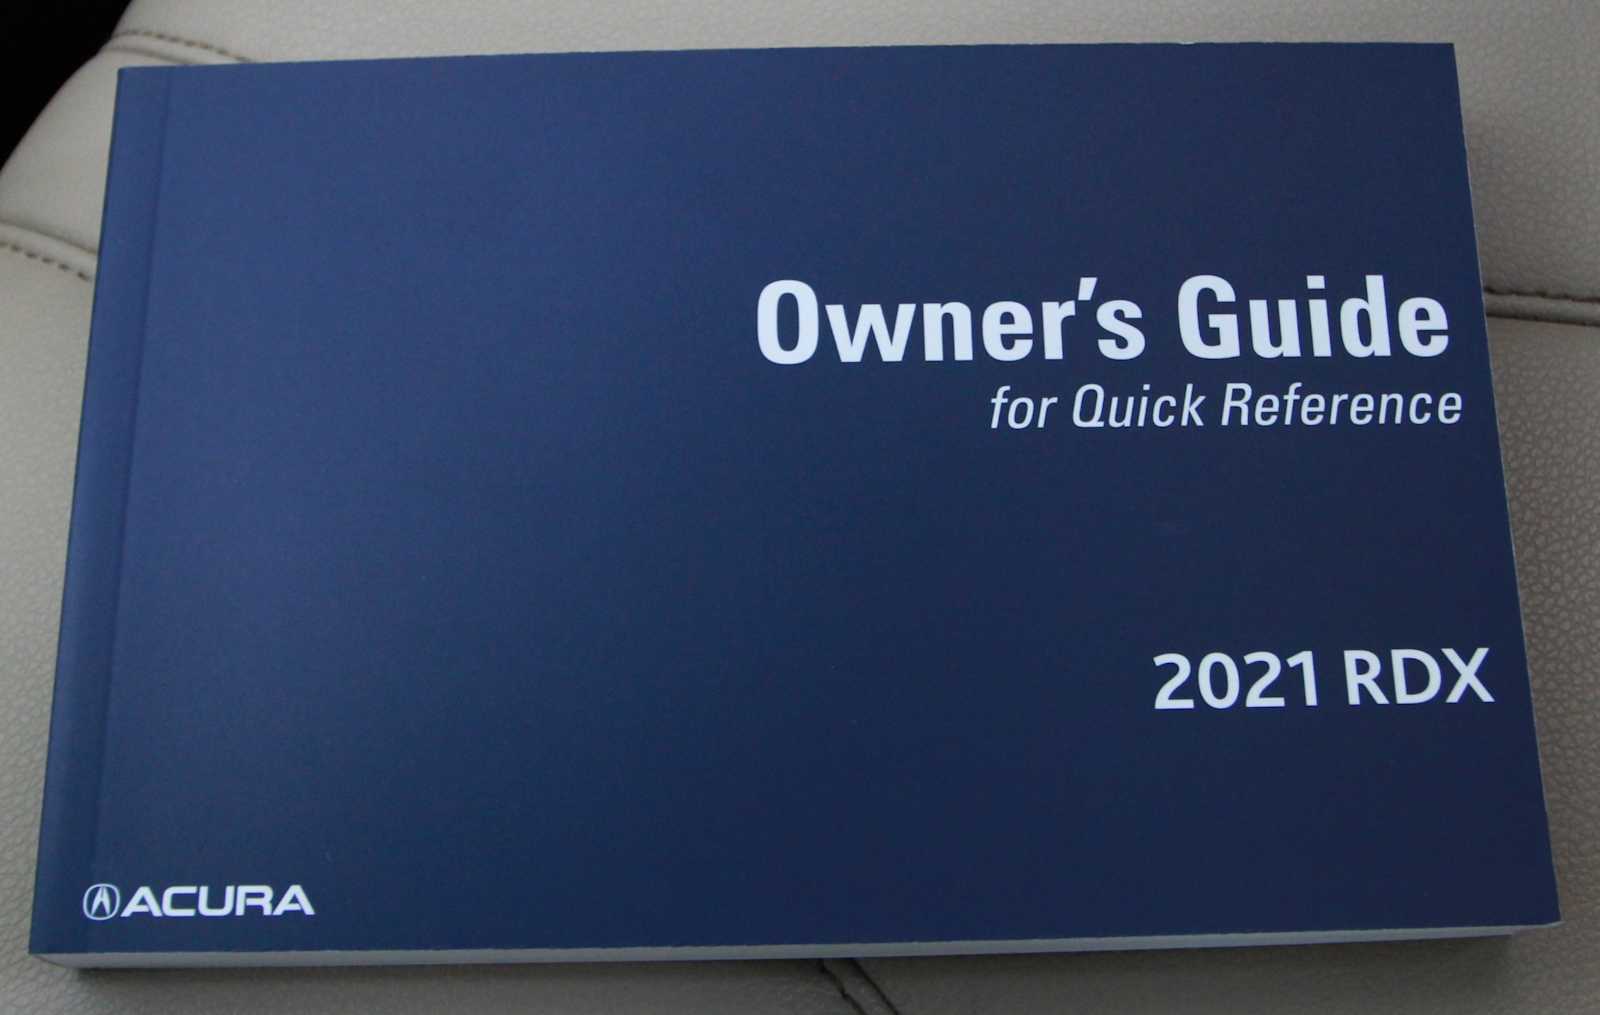 Owner's Guide
for Quick Reference
2021 RDX
ACURA